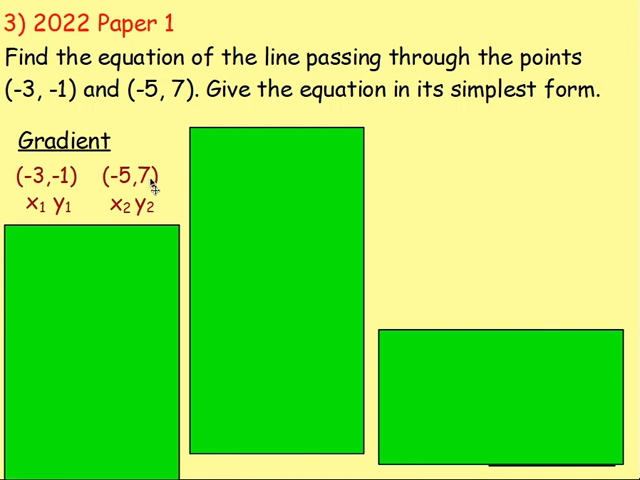 3) 2022 Paper 1
Find the equation of the line passing through the points
(-3, -1) and (-5, 7). Give the equation in its simplest form.
Gradient
(-3,-1) (-5,7)
x₁ y₁ x₂ y₂